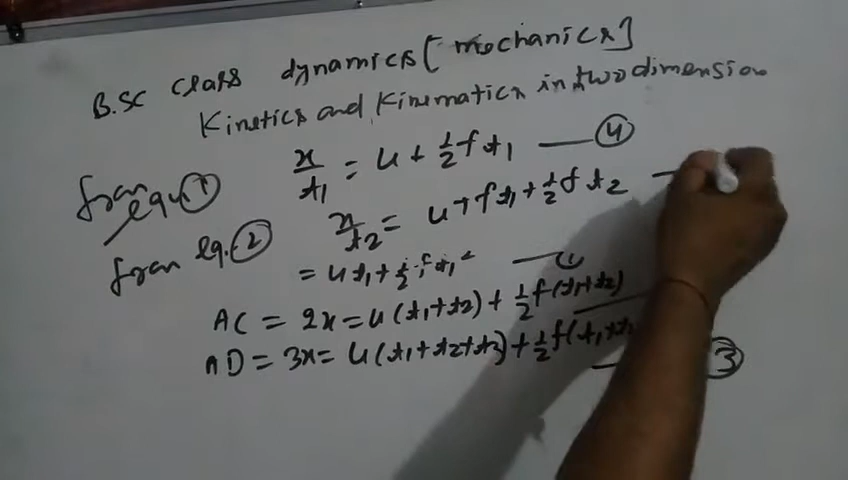 B.SC class dynamics [mechanics]
Kinetics and Kinematics in two dimension
from eq. ① x/t1 = u + 1/2 f t1 — ④
from eq. ② x/t2 = u + f t1 + 1/2 f t2 —
= u t1 + 1/2 f t1² —
AC = 2x = u(t1+t2) + 1/2 f(t1+t2)
AD = 3x = u(t1+t2+t3) + 1/2 f(t1+t2 — ③